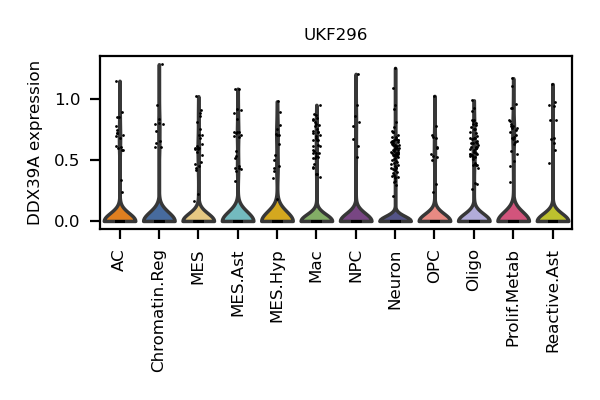 UKF296
DDX39A expression
1.0
0.5
0.0
AC
Chromatin.Reg
MES
MES.Ast
MES.Hyp
Mac
NPC
Neuron
OPC
Oligo
Prolif.Metab
Reactive.Ast